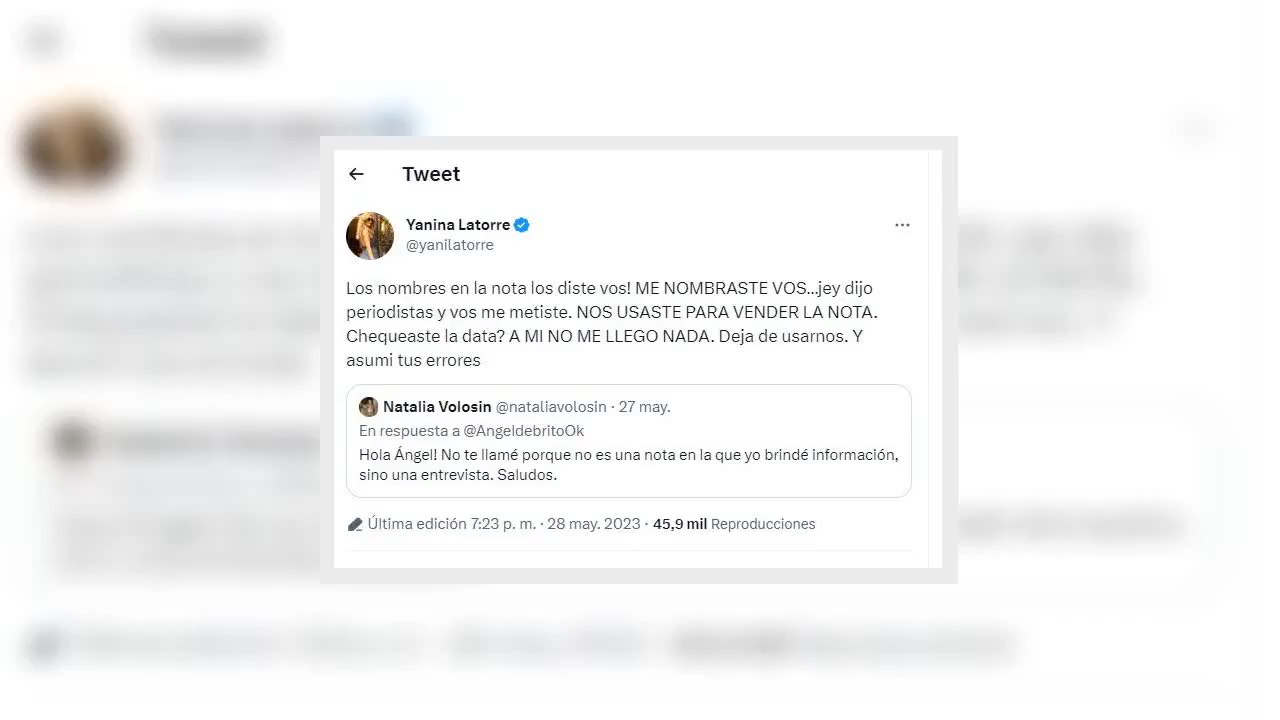 Tweet
Yanina Latorre
@yanilatorre
Los nombres en la nota los diste vos! ME NOMBRASTE VOS...jey dijo
periodistas y vos me metiste. NOS USASTE PARA VENDER LA NOTA.
Chequeaste la data? A MI NO ME LLEGO NADA. Deja de usarnos. Y
asumi tus errores
Natalia Volosin @nataliavolosin · 27 may.
En respuesta a @AngeldebritoOk
Hola Ángel! No te llamé porque no es una nota en la que yo brindé información,
sino una entrevista. Saludos.
Última edición 7:23 p. m. · 28 may. 2023 · 45,9 mil Reproducciones